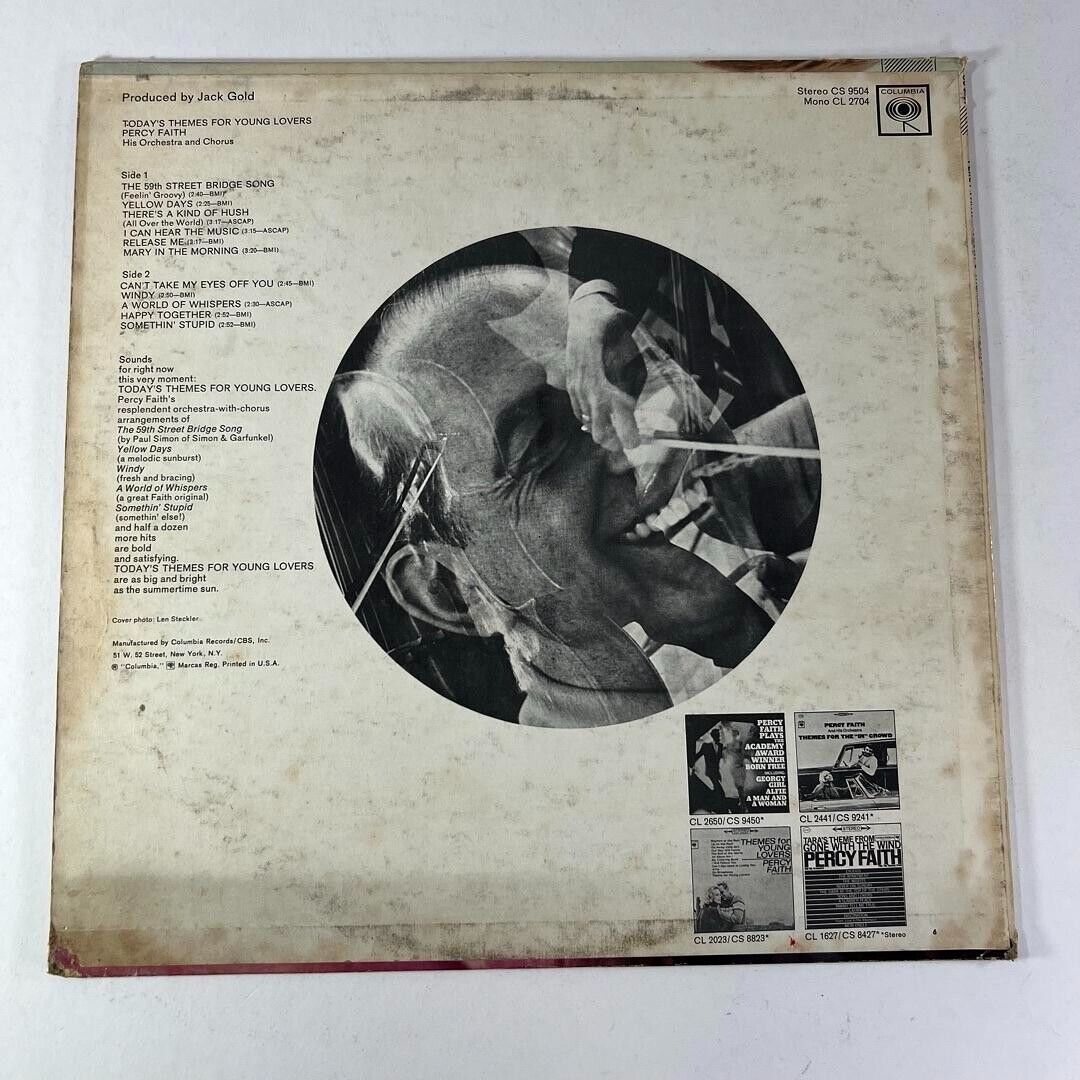 Produced by Jack Gold
Stereo CS 9504
Mono CL 2704
COLUMBIA
TODAY'S THEMES FOR YOUNG LOVERS
PERCY FAITH
His Orchestra and Chorus
Side 1
THE 59th STREET BRIDGE SONG
(Feelin' Groovy) (2:40—BMI)
YELLOW DAYS (2:25—BMI)
THERE'S A KIND OF HUSH
(All Over the World) (3:17—ASCAP)
I CAN HEAR THE MUSIC (3:15—ASCAP)
RELEASE ME (3:17—BMI)
MARY IN THE MORNING (3:20—BMI)
Side 2
CAN'T TAKE MY EYES OFF YOU (2:45—BMI)
WINDY (2:50—BMI)
A WORLD OF WHISPERS (2:30—ASCAP)
HAPPY TOGETHER (2:52—BMI)
SOMETHIN' STUPID (2:52—BMI)
Sounds
for right now
this very moment:
TODAY'S THEMES FOR YOUNG LOVERS.
Percy Faith's
resplendent orchestra-with-chorus
arrangements of
The 59th Street Bridge Song
(by Paul Simon of Simon & Garfunkel)
Yellow Days
(a melodic sunburst)
Windy
(fresh and bracing)
A World of Whispers
(a great Faith original)
Somethin' Stupid
(somethin' else!)
and half a dozen
more hits
are bold
and satisfying.
TODAY'S THEMES FOR YOUNG LOVERS
are as big and bright
as the summertime sun.
Cover photo: Len Steckler
Manufactured by Columbia Records/CBS, Inc.
51 W. 52 Street, New York, N.Y.
® "Columbia," Marcas Reg. Printed in U.S.A.
PERCY
FAITH
PLAYS
THE
ACADEMY
AWARD
WINNER
BORN FREE
INCLUDING
GEORGY
GIRL
ALFIE
A MAN AND
A WOMAN
CL 2650/CS 9450*
PERCY FAITH
And His Orchestra
THEMES FOR THE "IN" CROWD
CL 2441/CS 9241*
THEMES for
YOUNG
LOVERS
PERCY
FAITH
CL 2023/CS 8823*
STEREO
TARA'S THEME FROM
GONE WITH THE WIND
PERCY FAITH
CL 1627/CS 8427* *Stereo
6